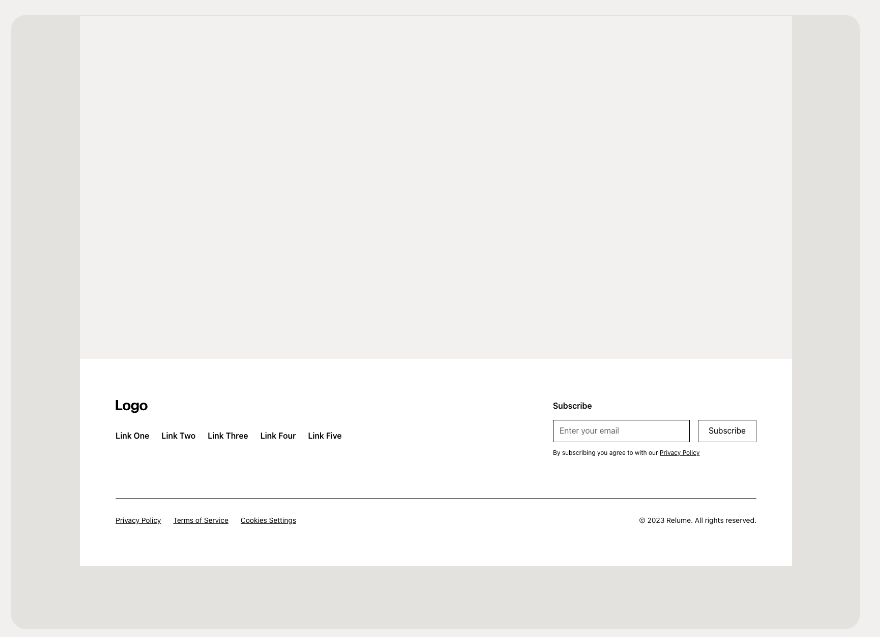 Logo
Link One Link Two Link Three Link Four Link Five
Subscribe
Enter your email Subscribe
By subscribing you agree to with our Privacy Policy
Privacy Policy Terms of Service Cookies Settings
© 2023 Relume. All rights reserved.